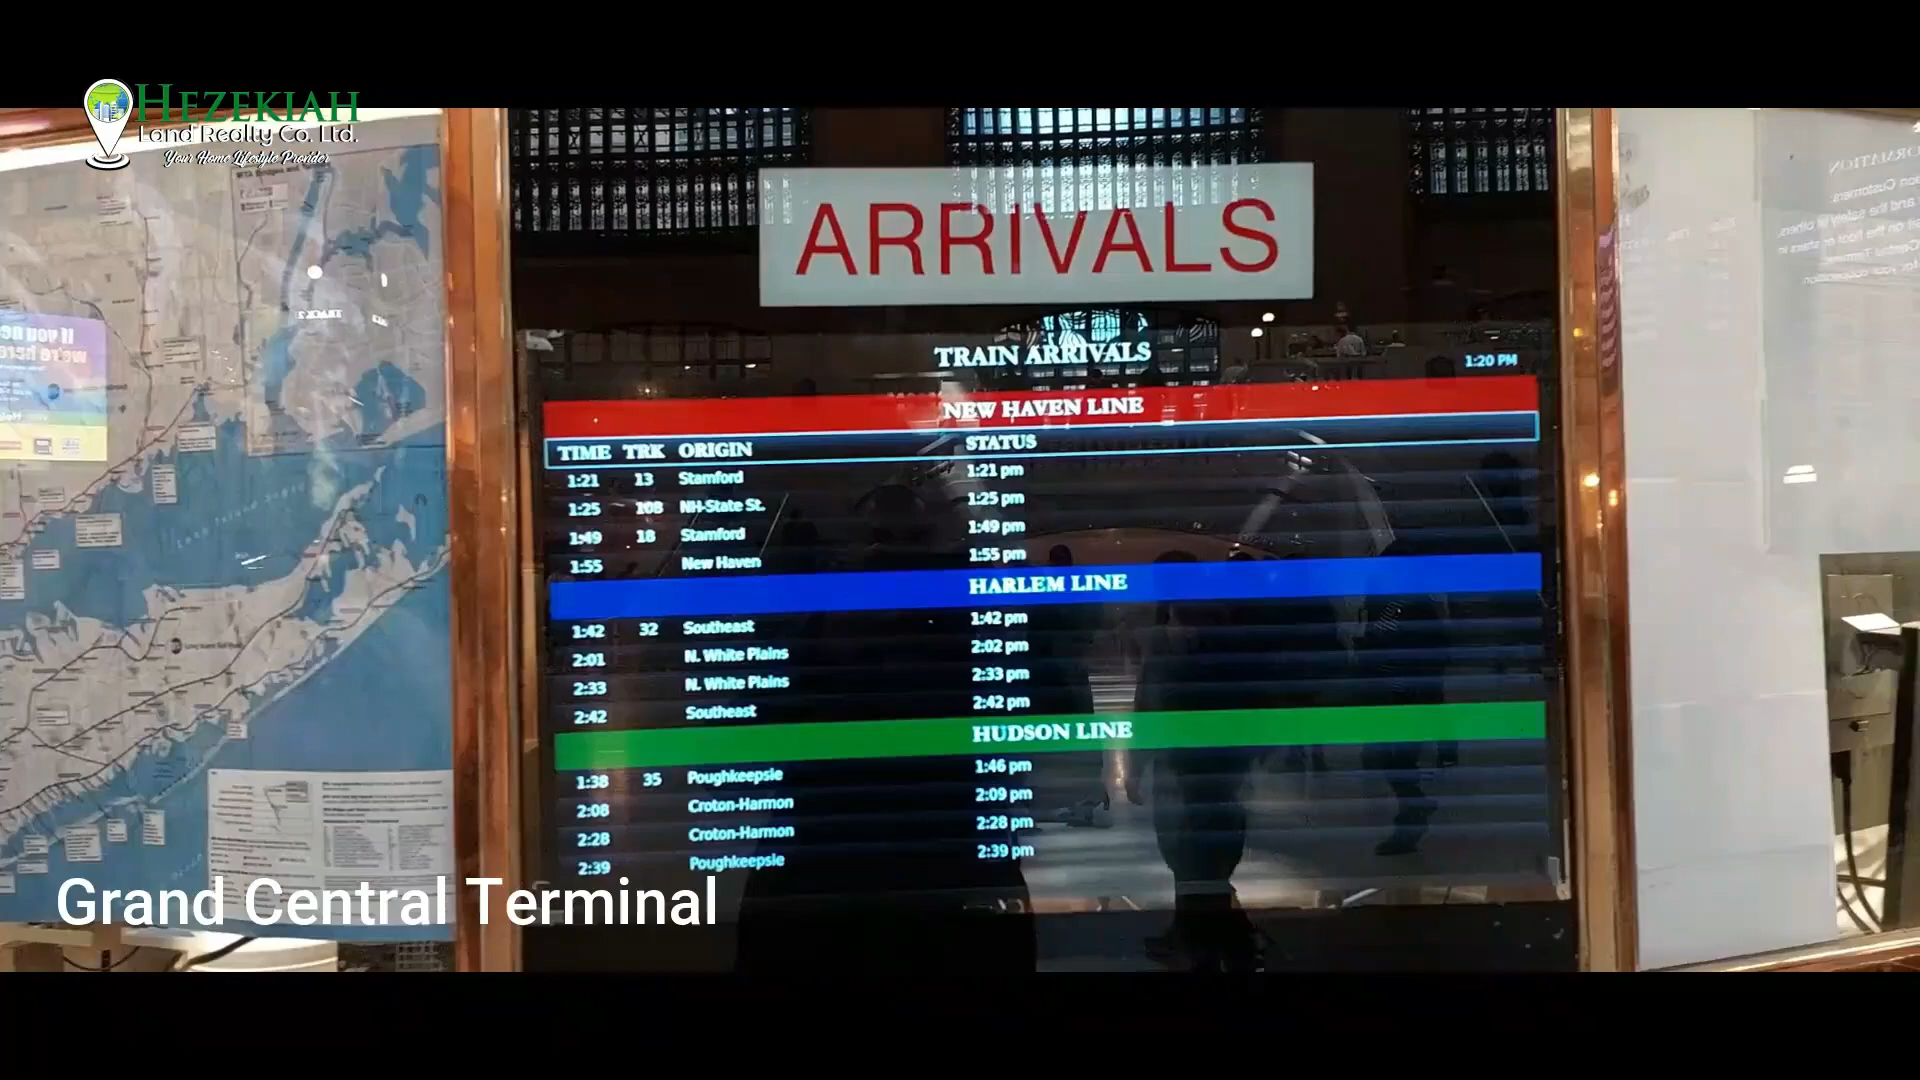 HEZEKIAH
Land Realty Co. Ltd.
Your Home Lifestyle Provider
ARRIVALS
TRAIN ARRIVALS 1:20 PM
NEW HAVEN LINE
TIME TRK ORIGIN STATUS
1:21 13 Stamford 1:21 pm
1:25 108 NH-State St. 1:25 pm
1:49 18 Stamford 1:49 pm
1:55 New Haven 1:55 pm
HARLEM LINE
1:42 32 Southeast 1:42 pm
2:01 N. White Plains 2:02 pm
2:33 N. White Plains 2:33 pm
2:42 Southeast 2:42 pm
HUDSON LINE
1:38 35 Poughkeepsie 1:46 pm
2:08 Croton-Harmon 2:09 pm
2:28 Croton-Harmon 2:28 pm
2:39 Poughkeepsie 2:39 pm
Grand Central Terminal